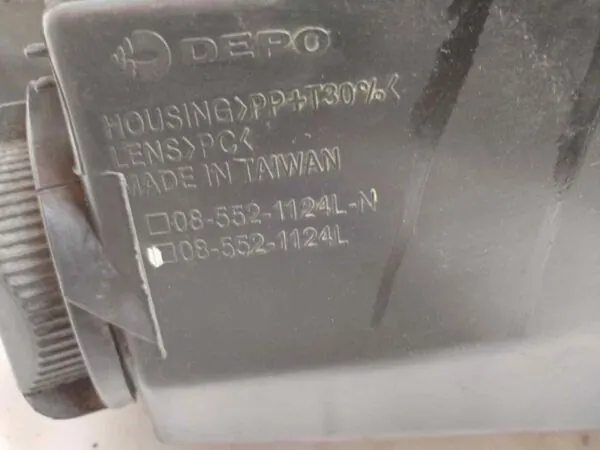 DEPO
HOUSING>PP+T30%<
LENS>PC<
MADE IN TAIWAN
□08-552-1124L-N
□08-552-1124L